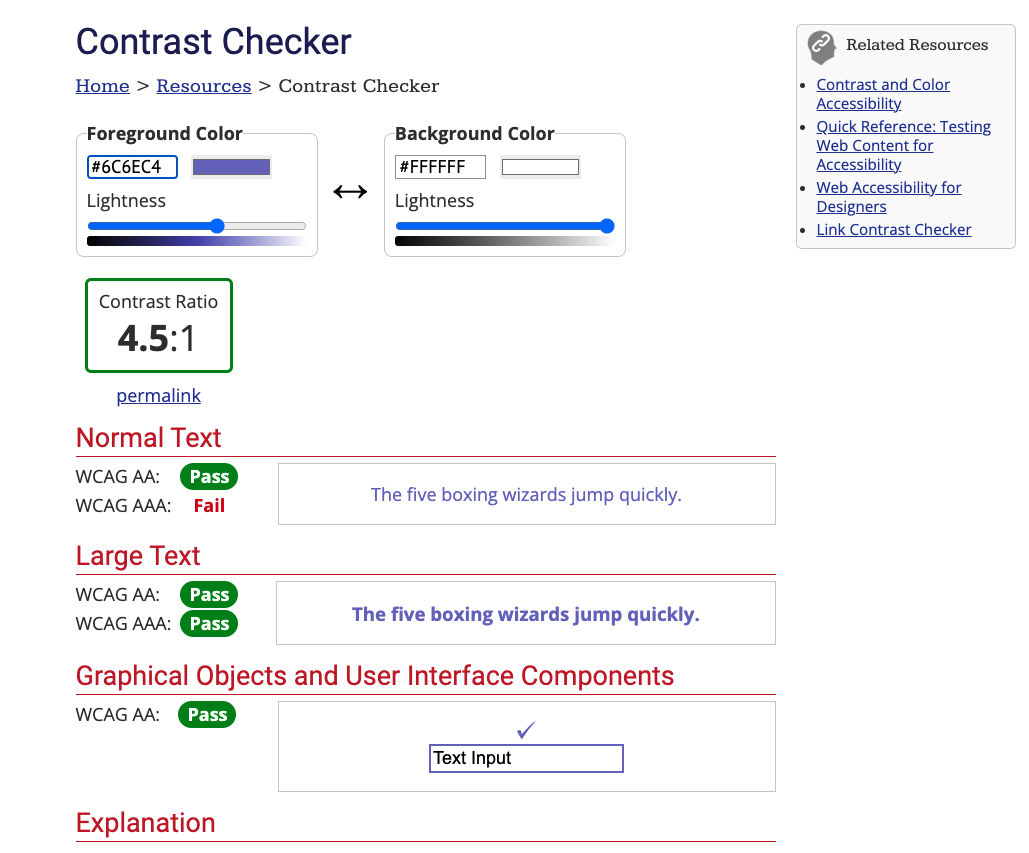 Contrast Checker
Home > Resources > Contrast Checker
Foreground Color
#6C6EC4
Lightness
Background Color
#FFFFFF
Lightness
Contrast Ratio
4.5:1
permalink
Normal Text
WCAG AA: Pass
WCAG AAA: Fail
The five boxing wizards jump quickly.
Large Text
WCAG AA: Pass
WCAG AAA: Pass
The five boxing wizards jump quickly.
Graphical Objects and User Interface Components
WCAG AA: Pass
✓
Text Input
Explanation
Related Resources
Contrast and Color
Accessibility
Quick Reference: Testing
Web Content for
Accessibility
Web Accessibility for
Designers
Link Contrast Checker